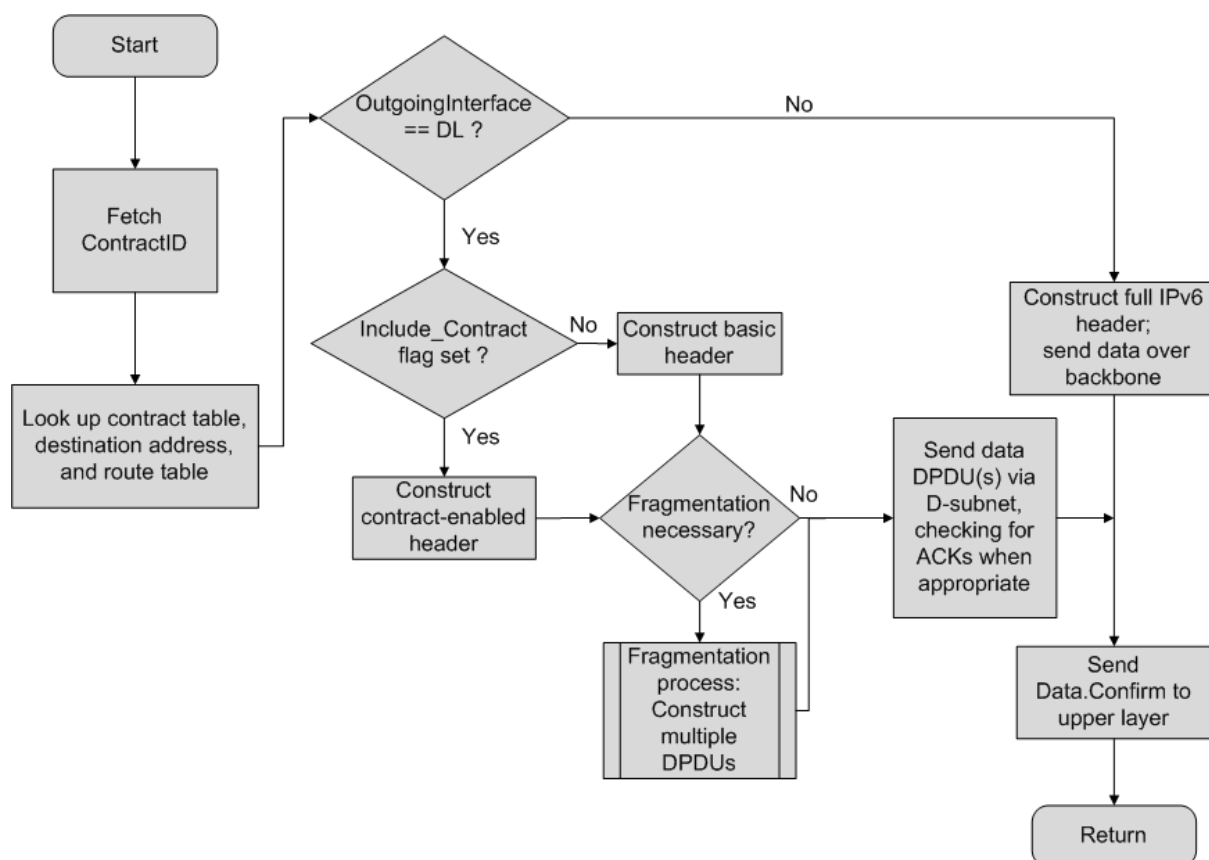 Start
Fetch
ContractID
Look up contract table,
destination address,
and route table
OutgoingInterface
== DL ?
No
Yes
Include_Contract
flag set ?
No
Construct basic
header
Yes
Construct
contract-enabled
header
Fragmentation
necessary?
No
Yes
Fragmentation
process:
Construct
multiple
DPDUs
Send data
DPDU(s) via
D-subnet,
checking for
ACKs when
appropriate
Construct full IPv6
header;
send data over
backbone
Send
Data.Confirm to
upper layer
Return